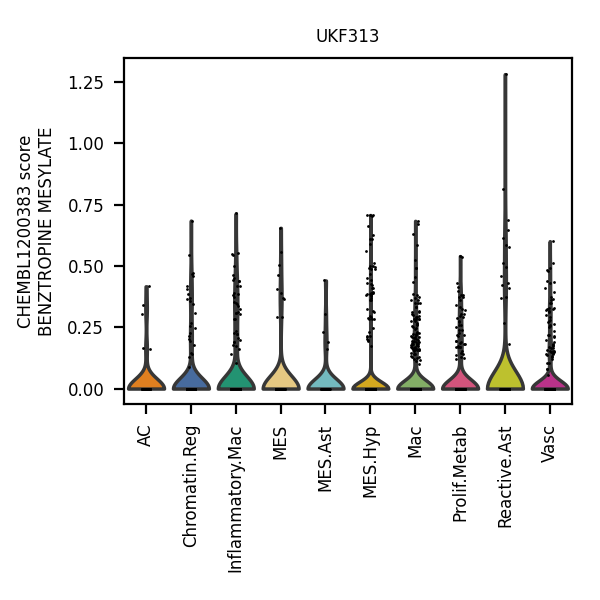 UKF313
CHEMBL1200383 score
BENZTROPINE MESYLATE
1.25
1.00
0.75
0.50
0.25
0.00
AC
Chromatin.Reg
Inflammatory.Mac
MES
MES.Ast
MES.Hyp
Mac
Prolif.Metab
Reactive.Ast
Vasc